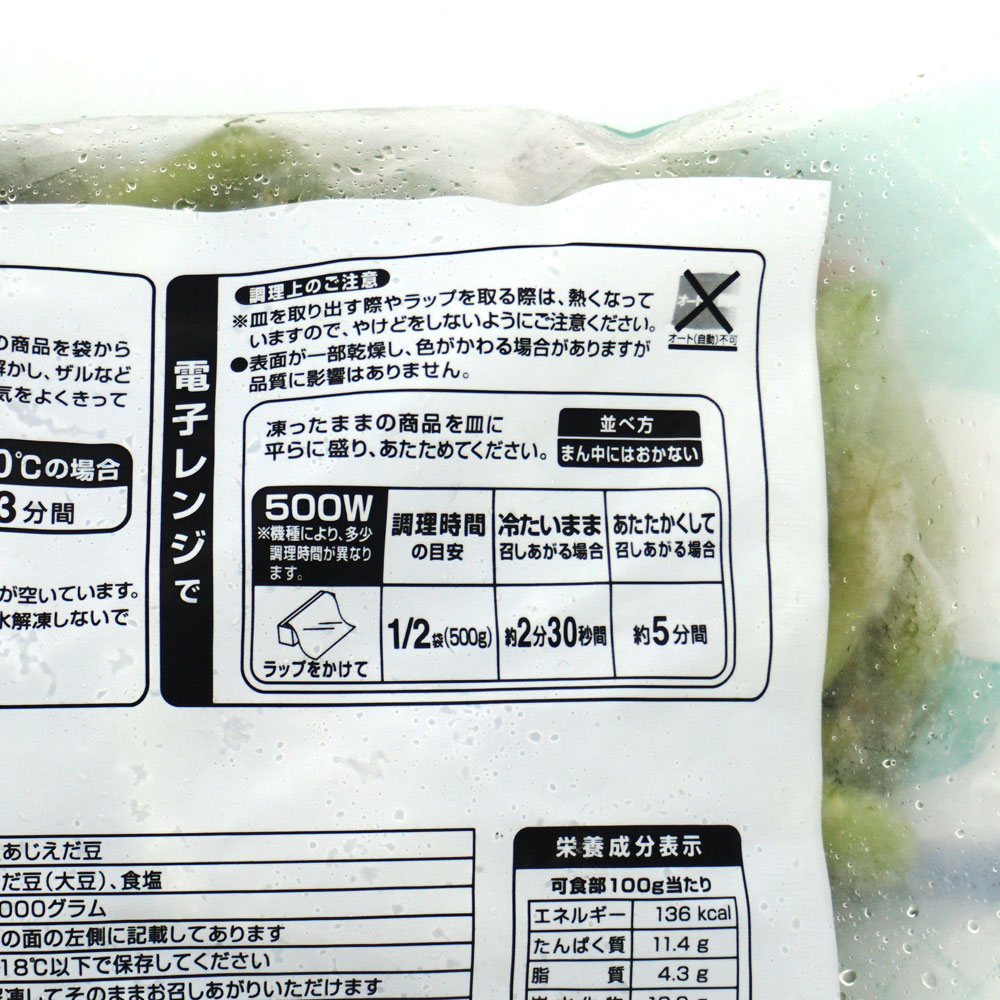 の商品を袋から
解かし、ザルなど
気をよくきって
0℃の場合
3分間
が空いています。
水解凍しないで
電子レンジで
調理上のご注意
※皿を取り出す際やラップを取る際は、熱くなって
いますので、やけどをしないようにご注意ください。
●表面が一部乾燥し、色がかわる場合がありますが
品質に影響はありません。
オート
オート(自動)不可
凍ったままの商品を皿に
平らに盛り、あたためてください。
並べ方
まん中にはおかない
500W
※機種により、多少
調理時間が異なり
ます。
調理時間
の目安
冷たいまま
召しあがる場合
あたたかくして
召しあがる場合
ラップをかけて
1/2袋(500g)
約2分30秒間
約5分間
あじえだ豆
だ豆(大豆)、食塩
000グラム
の面の左側に記載してあります
18℃以下で保存してください
解凍してそのままお召しあがりいただけます
栄養成分表示
可食部100g当たり
エネルギー 136 kcal
たんぱく質 11.4 g
脂質 4.3 g